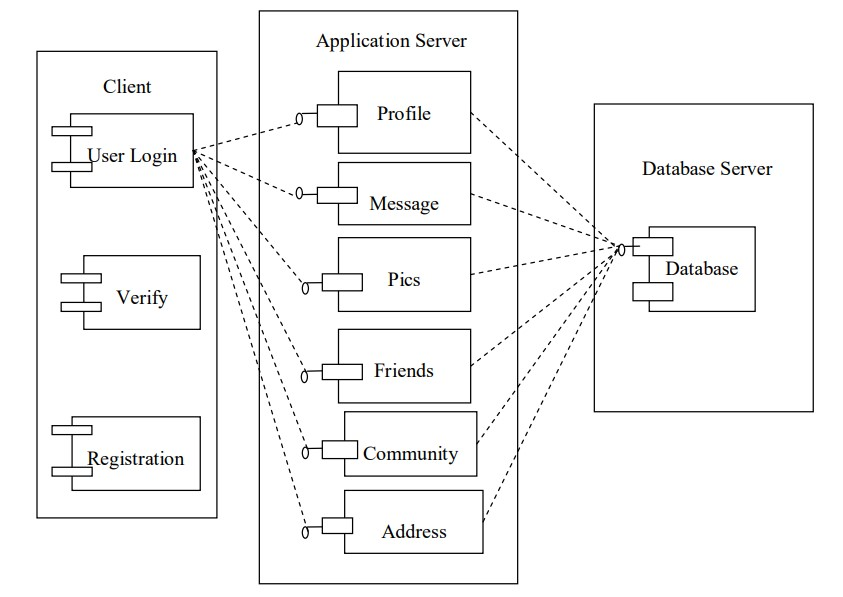 Client
User Login
Verify
Registration
Application Server
Profile
Message
Pics
Friends
Community
Address
Database Server
Database